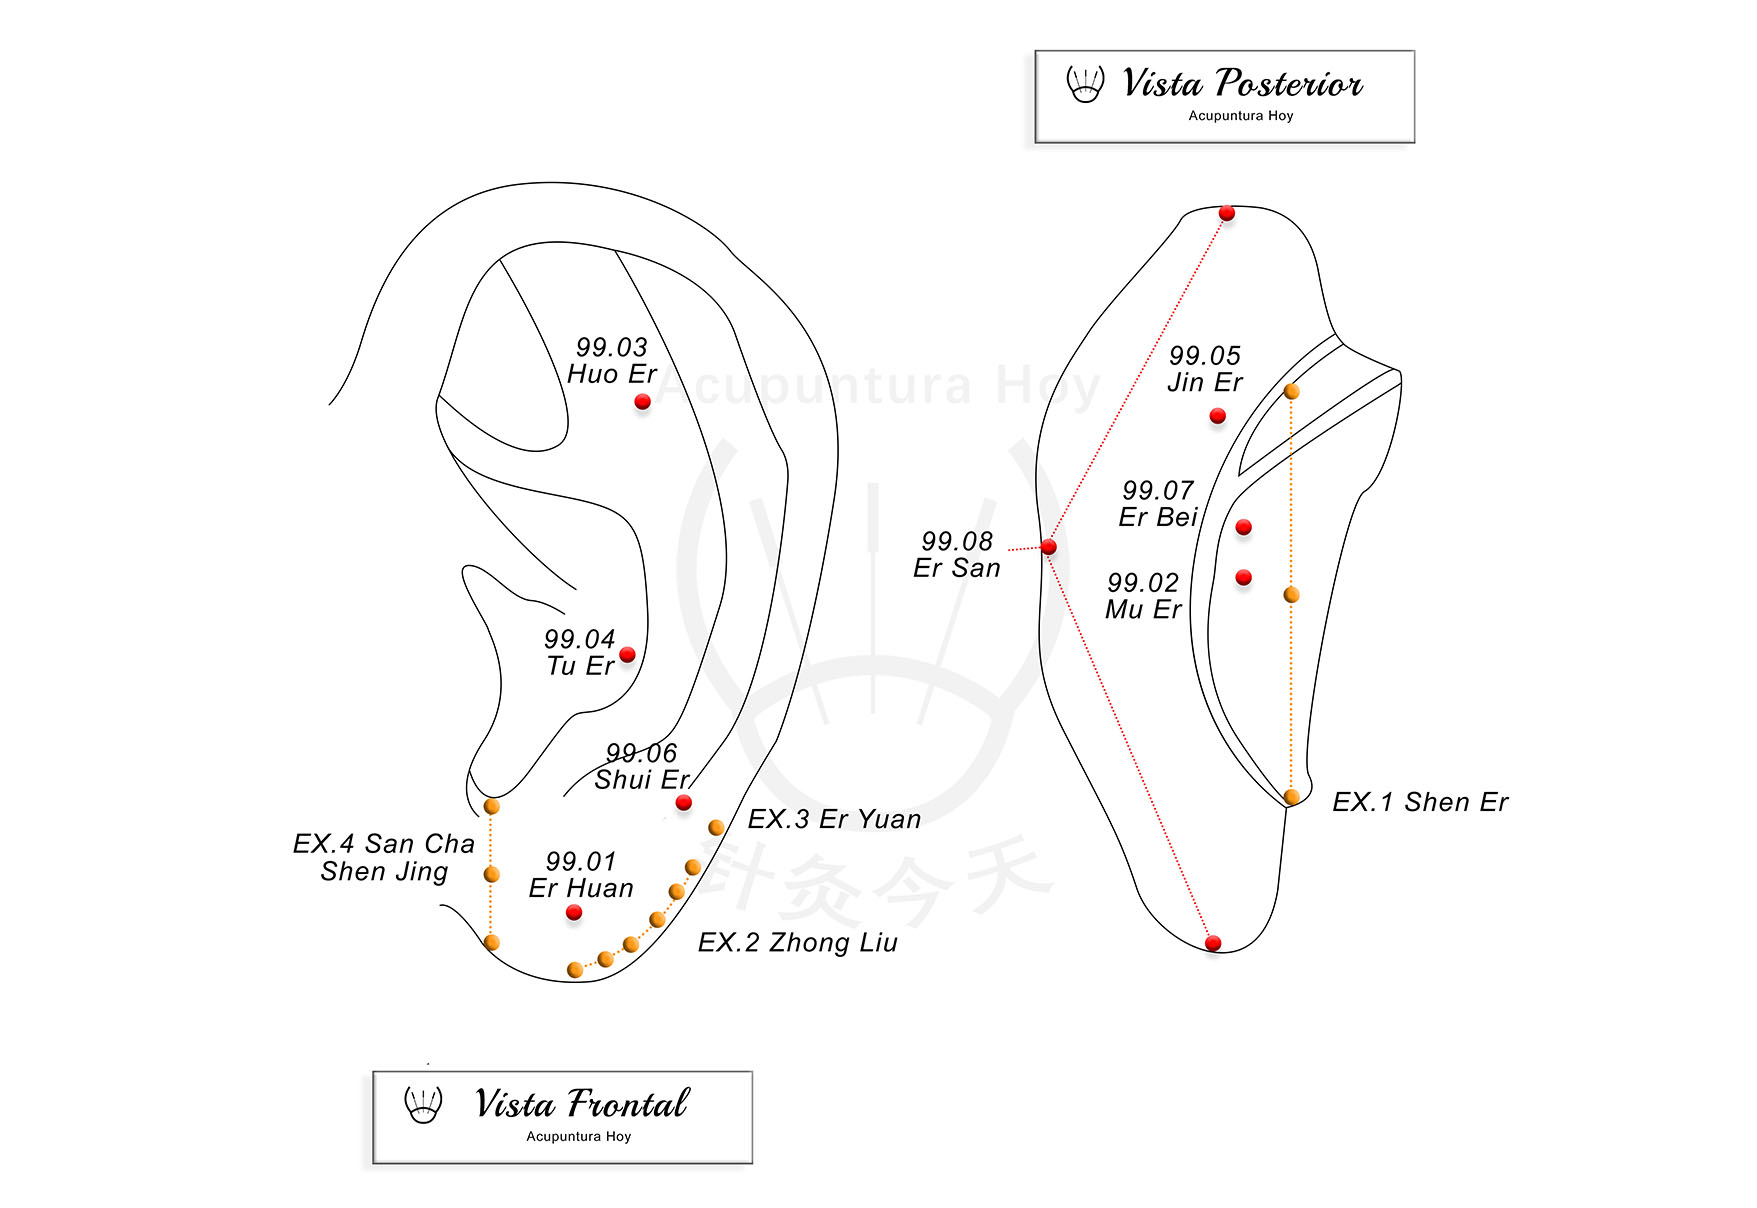 Vista Posterior
Acupuntura Hoy
99.03
Huo Er
99.05
Jin Er
Acupuntura Hoy
99.07
Er Bei
99.08
Er San
99.02
Mu Er
99.04
Tu Er
99.06
Shui Er
EX.3 Er Yuan
EX.1 Shen Er
EX.4 San Cha
Shen Jing
99.01
Er Huan
针灸今天
EX.2 Zhong Liu
Vista Frontal
Acupuntura Hoy